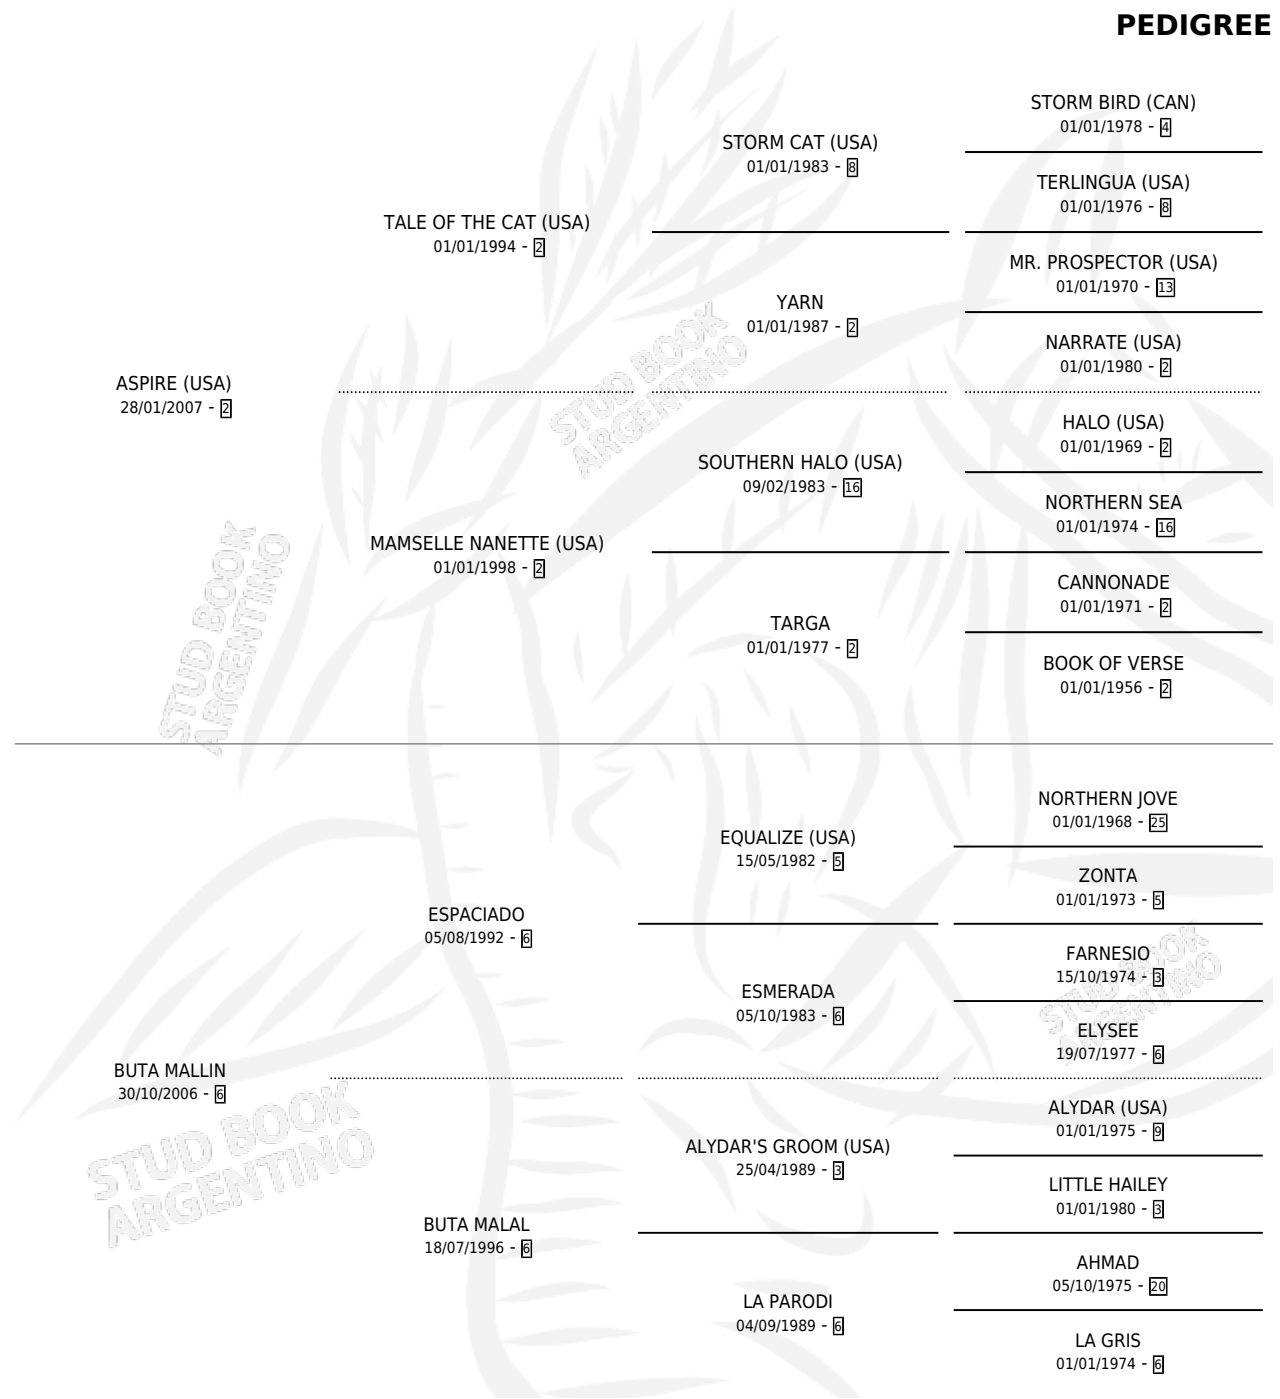 PEDIGREE
STORM BIRD (CAN)
01/01/1978 - 4
STORM CAT (USA)
01/01/1983 - 8
TERLINGUA (USA)
01/01/1976 - 8
TALE OF THE CAT (USA)
01/01/1994 - 2
MR. PROSPECTOR (USA)
01/01/1970 - 13
YARN
01/01/1987 - 2
NARRATE (USA)
01/01/1980 - 2
ASPIRE (USA)
28/01/2007 - 2
HALO (USA)
01/01/1969 - 2
SOUTHERN HALO (USA)
09/02/1983 - 16
NORTHERN SEA
01/01/1974 - 16
MAMSELLE NANETTE (USA)
01/01/1998 - 2
CANNONADE
01/01/1971 - 2
TARGA
01/01/1977 - 2
BOOK OF VERSE
01/01/1956 - 2
NORTHERN JOVE
01/01/1968 - 25
EQUALIZE (USA)
15/05/1982 - 5
ZONTA
01/01/1973 - 5
ESPACIADO
05/08/1992 - 6
FARNESIO
15/10/1974 - 3
ESMERADA
05/10/1983 - 6
ELYSEE
19/07/1977 - 6
BUTA MALLIN
30/10/2006 - 6
ALYDAR (USA)
01/01/1975 - 9
ALYDAR'S GROOM (USA)
25/04/1989 - 3
LITTLE HAILEY
01/01/1980 - 3
BUTA MALAL
18/07/1996 - 6
AHMAD
05/10/1975 - 20
LA PARODI
04/09/1989 - 6
LA GRIS
01/01/1974 - 6
STUD BOOK
ARGENTINO
STUD BOOK
ARGENTINO
STUD BOOK
ARGENTINO
STUD BOOK
ARGENTINO